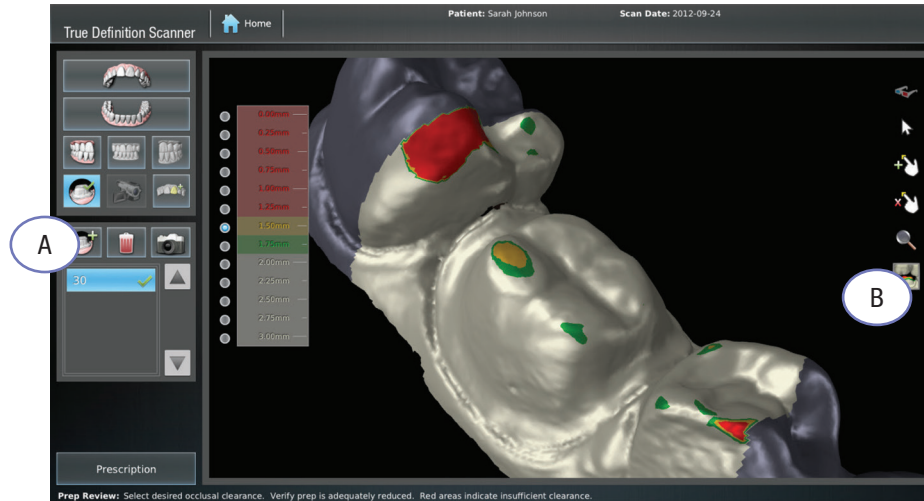 Patient: Sarah Johnson Scan Date: 2012-09-24
True Definition Scanner Home
0.00mm
0.25mm
0.50mm
0.75mm
1.00mm
1.25mm
1.50mm
1.75mm
2.00mm
2.25mm
2.50mm
2.75mm
3.00mm
A
30
B
Prescription
Prep Review: Select desired occlusal clearance. Verify prep is adequately reduced. Red areas indicate insufficient clearance.